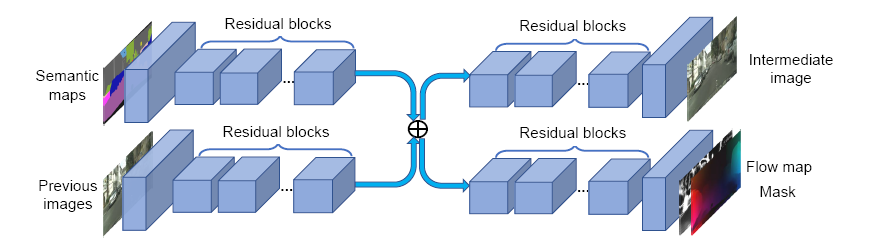 Residual blocks
Residual blocks
Semantic
maps
...
...
Intermediate
image
Residual blocks
Residual blocks
Previous
images
...
...
Flow map
Mask